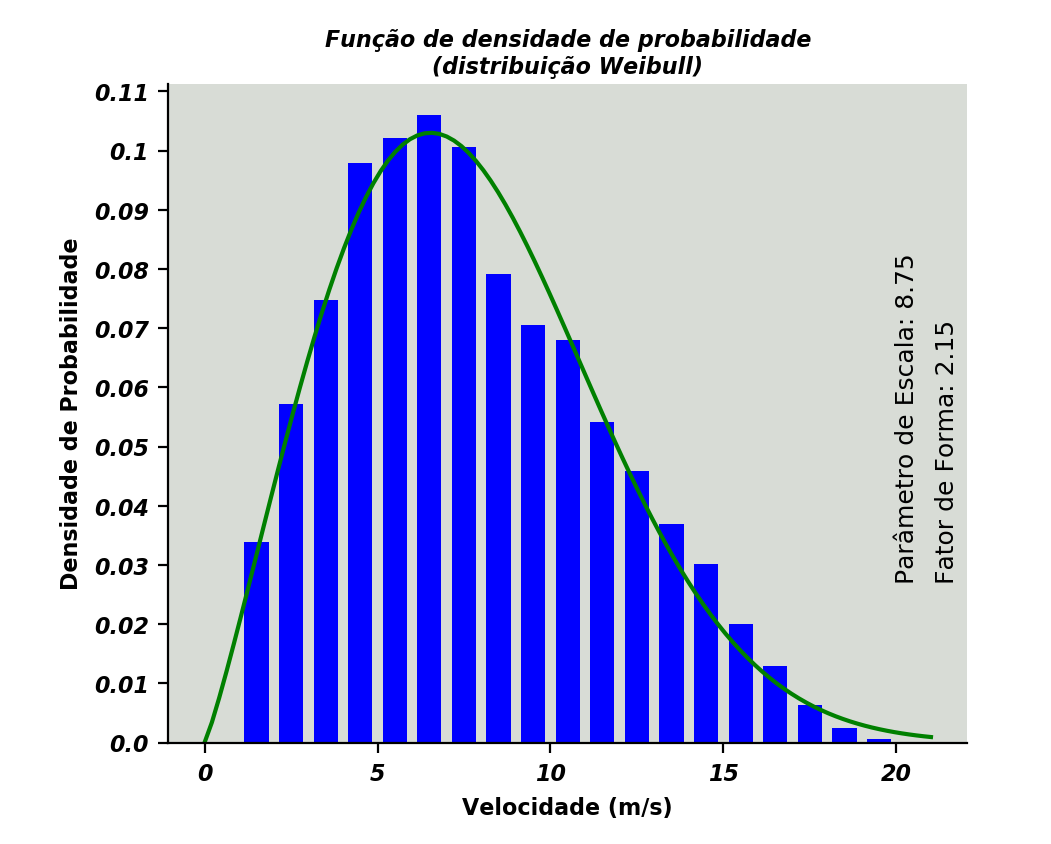 Função de densidade de probabilidade
(distribuição Weibull)
0.11
0.1
0.09
0.08
0.07
0.06
0.05
0.04
0.03
0.02
0.01
0.0
Densidade de Probabilidade
Parâmetro de Escala: 8.75
Fator de Forma: 2.15
0
5
10
15
20
Velocidade (m/s)